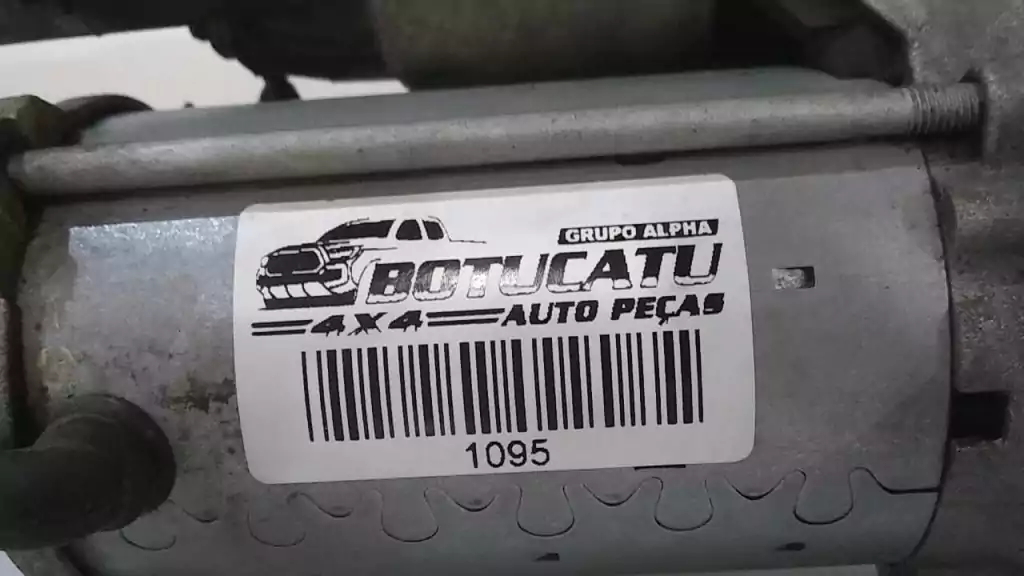 GRUPO ALPHA
BOTUCATU
4X4 AUTO PEÇAS
1095